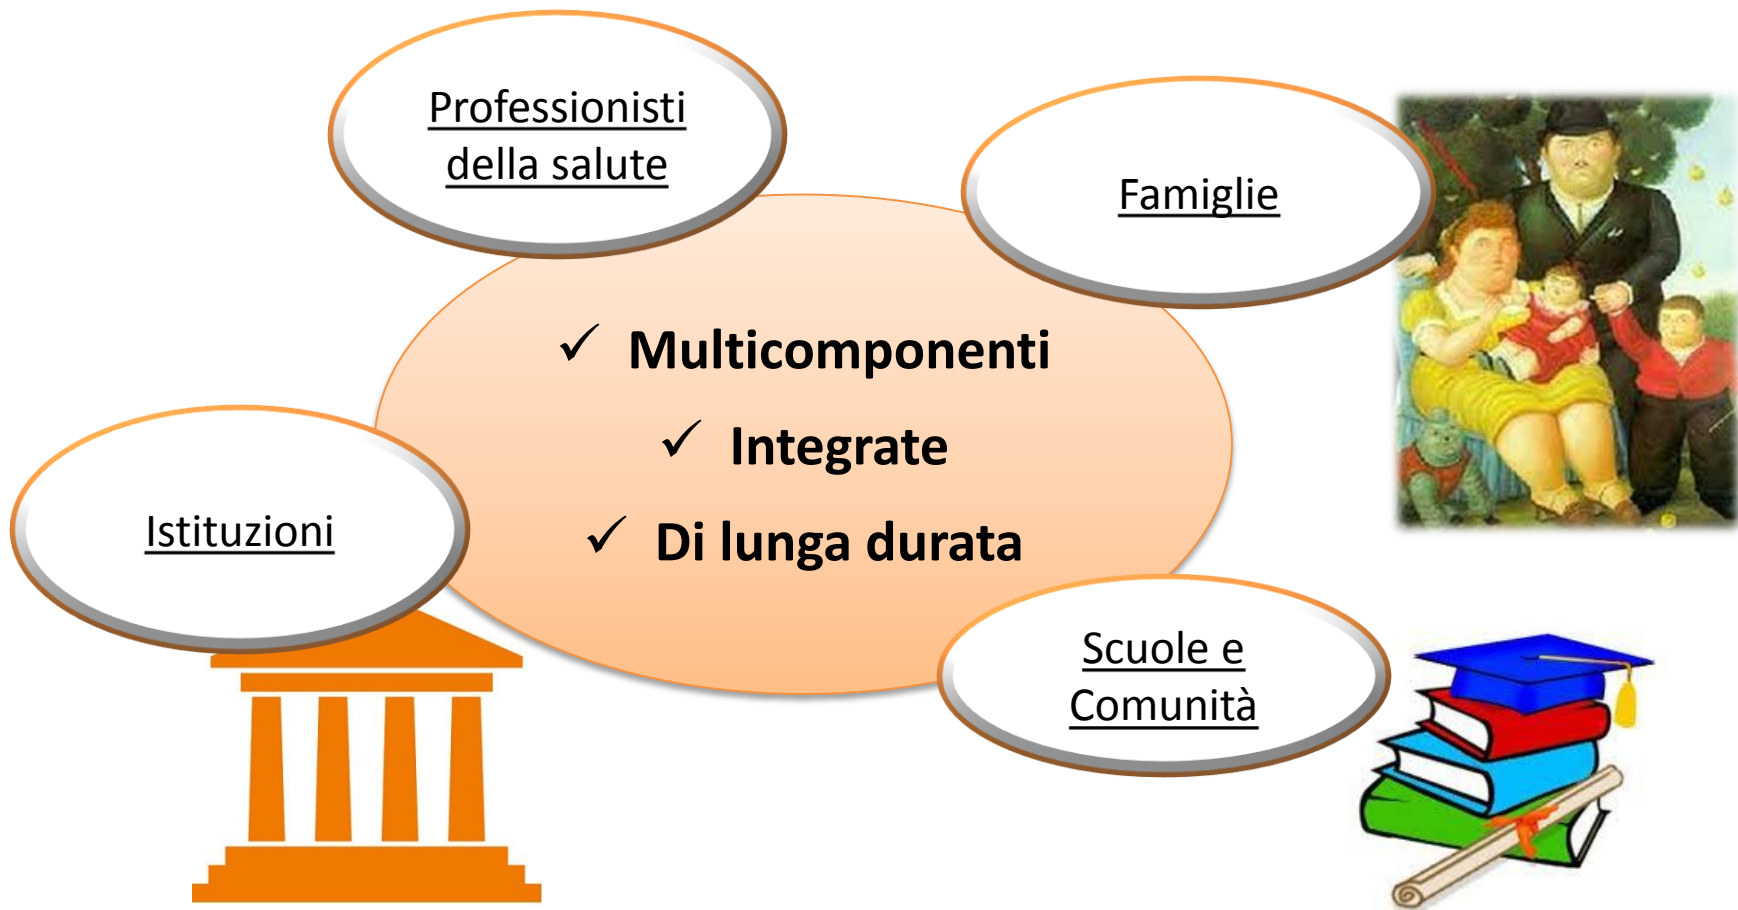 Professionisti
della salute
Famiglie
✓ Multicomponenti
✓ Integrate
✓ Di lunga durata
Istituzioni
Scuole e
Comunità